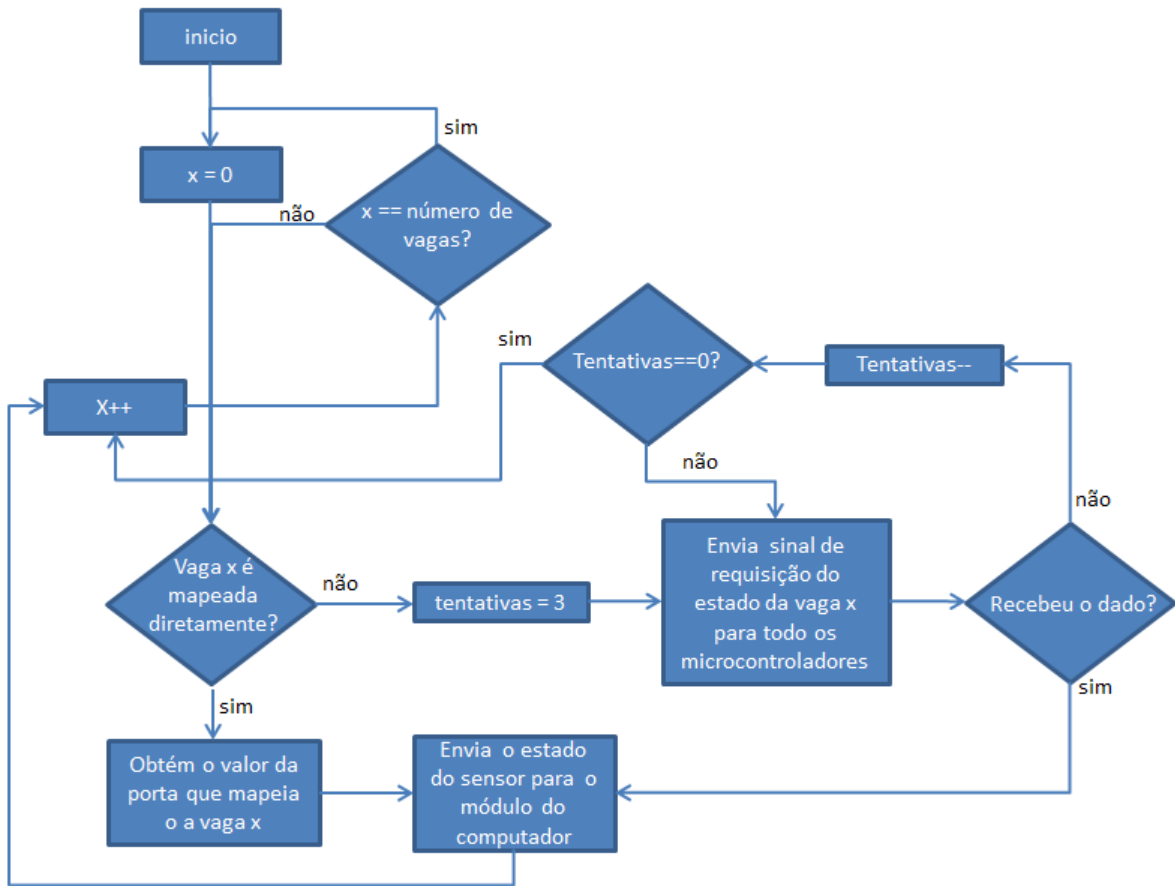 inicio
sim
x = 0
não
x == número de
vagas?
sim
Tentativas==0?
Tentativas--
X++
não
não
Vaga x é
mapeada
diretamente?
não
tentativas = 3
Envia sinal de
requisição do
estado da vaga x
para todo os
microcontroladores
Recebeu o dado?
sim
sim
Obtém o valor da
porta que mapeia
o a vaga x
Envia o estado
do sensor para o
módulo do
computador